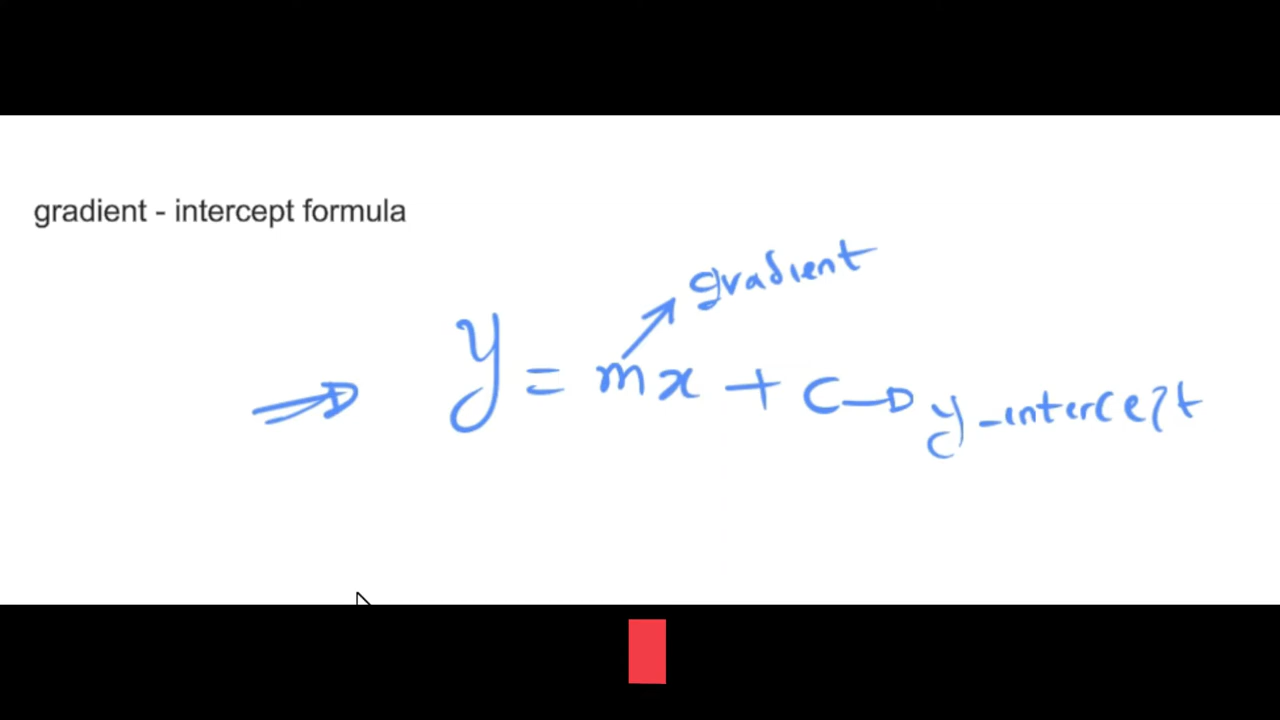 gradient - intercept formula
gradient
⇒ y = mx + c → y-intercept